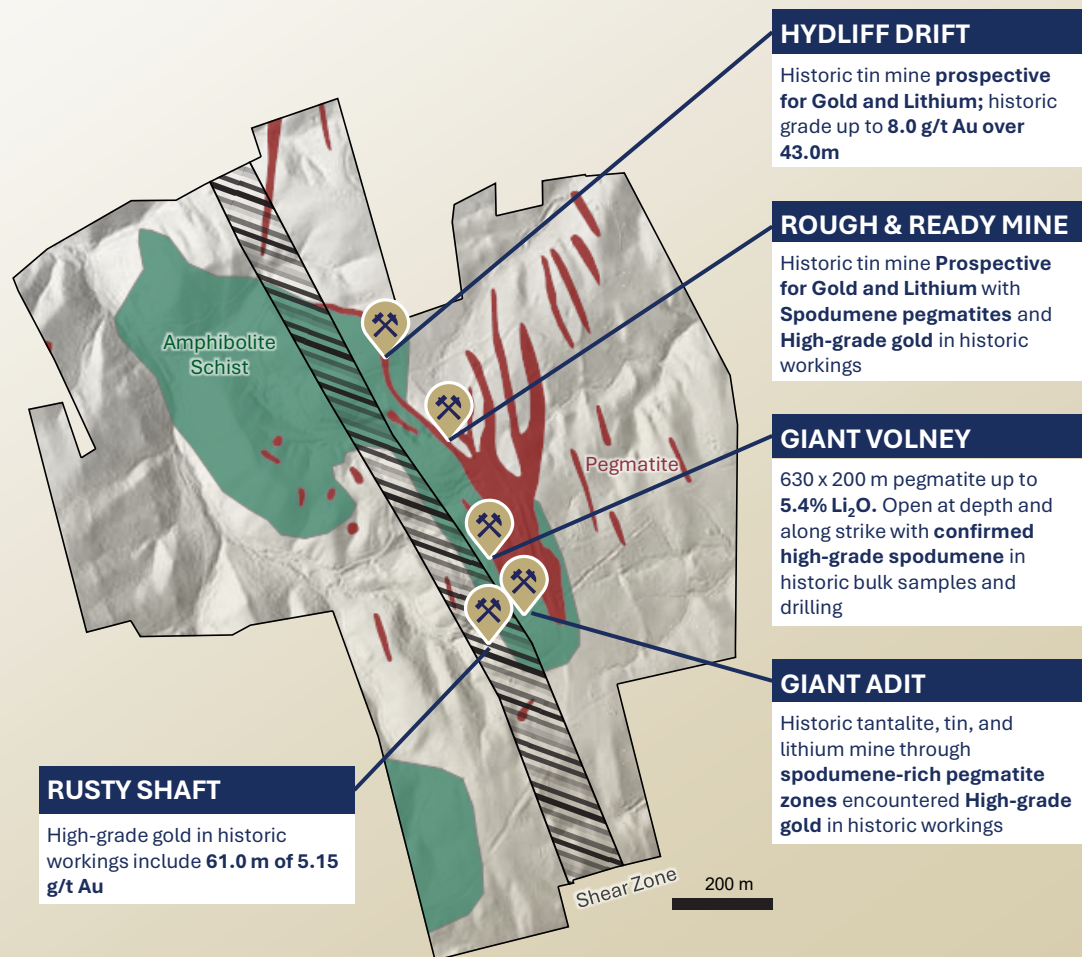 HYDLIFF DRIFT
Historic tin mine prospective
for Gold and Lithium; historic
grade up to 8.0 g/t Au over
43.0m
ROUGH & READY MINE
Historic tin mine Prospective
for Gold and Lithium with
Spodumene pegmatites and
High-grade gold in historic
workings
Amphibolite
Schist
GIANT VOLNEY
630 x 200 m pegmatite up to
5.4% Li₂O. Open at depth and
along strike with confirmed
high-grade spodumene in
historic bulk samples and
drilling
Pegmatite
GIANT ADIT
Historic tantalite, tin, and
lithium mine through
spodumene-rich pegmatite
zones encountered High-grade
gold in historic workings
RUSTY SHAFT
High-grade gold in historic
workings include 61.0 m of 5.15
g/t Au
Shear Zone
200 m